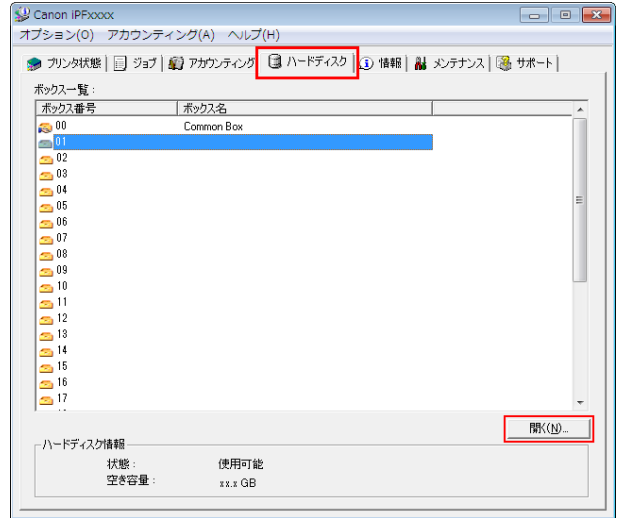 Canon iPFxxxx
オプション(O) アカウンティング(A) ヘルプ(H)
プリンタ状態 ジョブ アカウンティング ハードディスク 情報 メンテナンス サポート
ボックス一覧：
ボックス番号 ボックス名
00 Common Box
01
02
03
04
05
06
07
08
09
10
11
12
13
14
15
16
17
開く(N)...
ハードディスク情報
状態： 使用可能
空き容量： xx.x GB